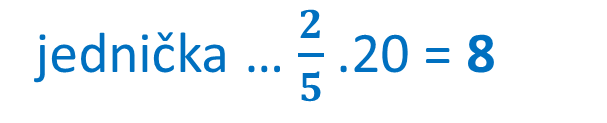 jednička ... 2/5 .20 = 8